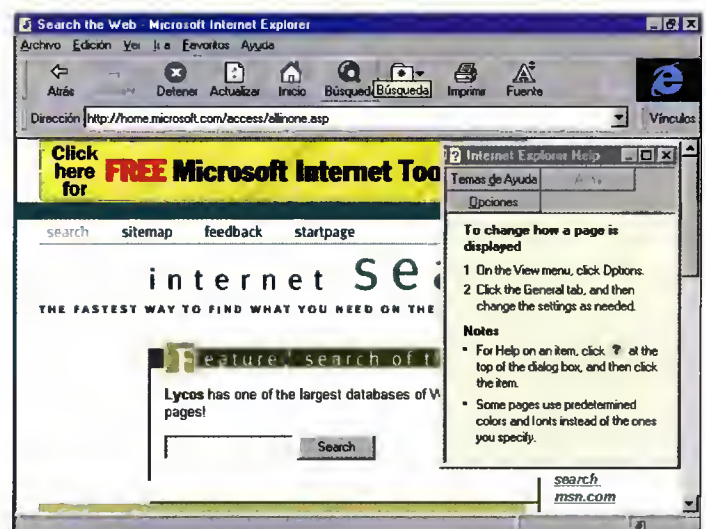 Search the Web - Microsoft Internet Explorer
Archivo Edición Ver Ir a Favoritos Ayuda
Atrás Detener Actualizar Inicio Búsqued Búsqueda Imprimir Fuente
Dirección http://home.microsoft.com/access/allinone.asp Vínculos
Click
here
for
FREE Microsoft Internet Too
search sitemap feedback startpage
internet sea
THE FASTEST WAY TO FIND WHAT YOU NEED ON THE
Featured search of t
Lycos has one of the largest databases of W
pages!
Search
search
msn.com
Internet Explorer Help
Temas de Ayuda
Opciones
To change how a page is
displayed
1 On the View menu, click Options.
2 Click the General tab, and then
change the settings as needed.
Notes
• For Help on an item, click ? at the
top of the dialog box, and then click
the item.
• Some pages use predetermined
colors and fonts instead of the ones
you specify.